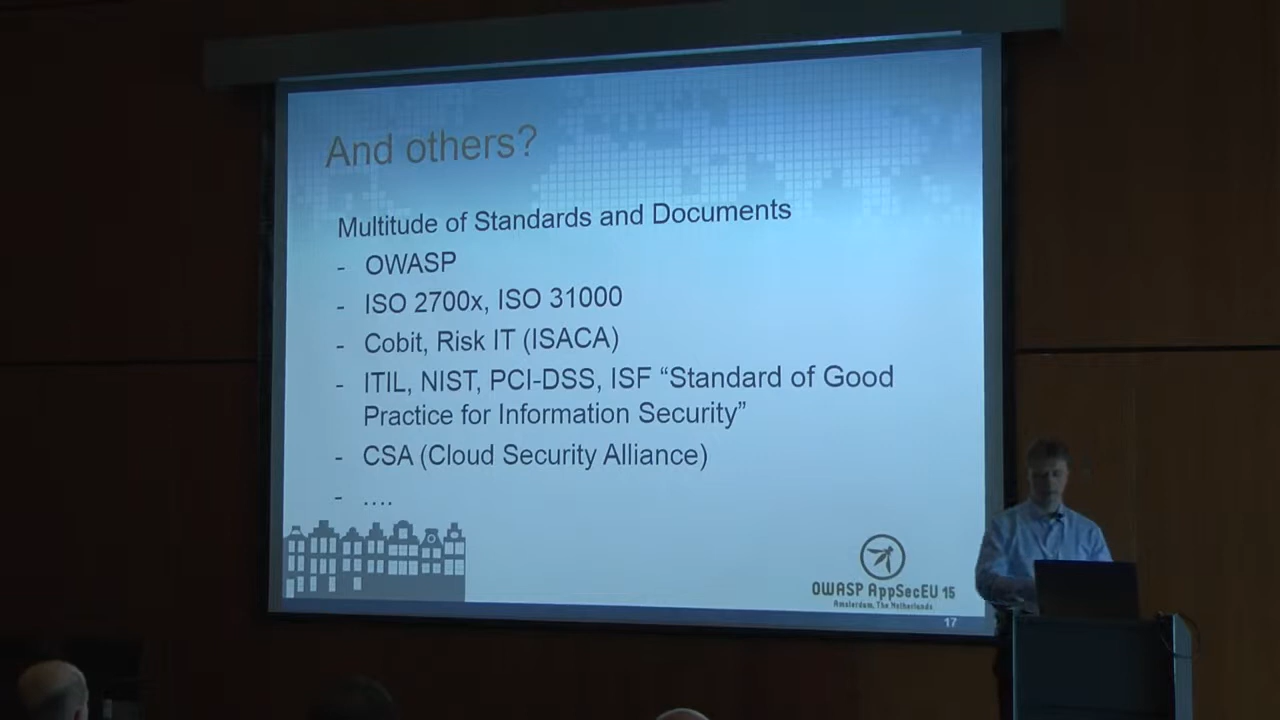 And others?
Multitude of Standards and Documents
- OWASP
- ISO 2700x, ISO 31000
- Cobit, Risk IT (ISACA)
- ITIL, NIST, PCI-DSS, ISF “Standard of Good
Practice for Information Security”
- CSA (Cloud Security Alliance)
- ....
OWASP AppSecEU 15
Amsterdam, The Netherlands
17